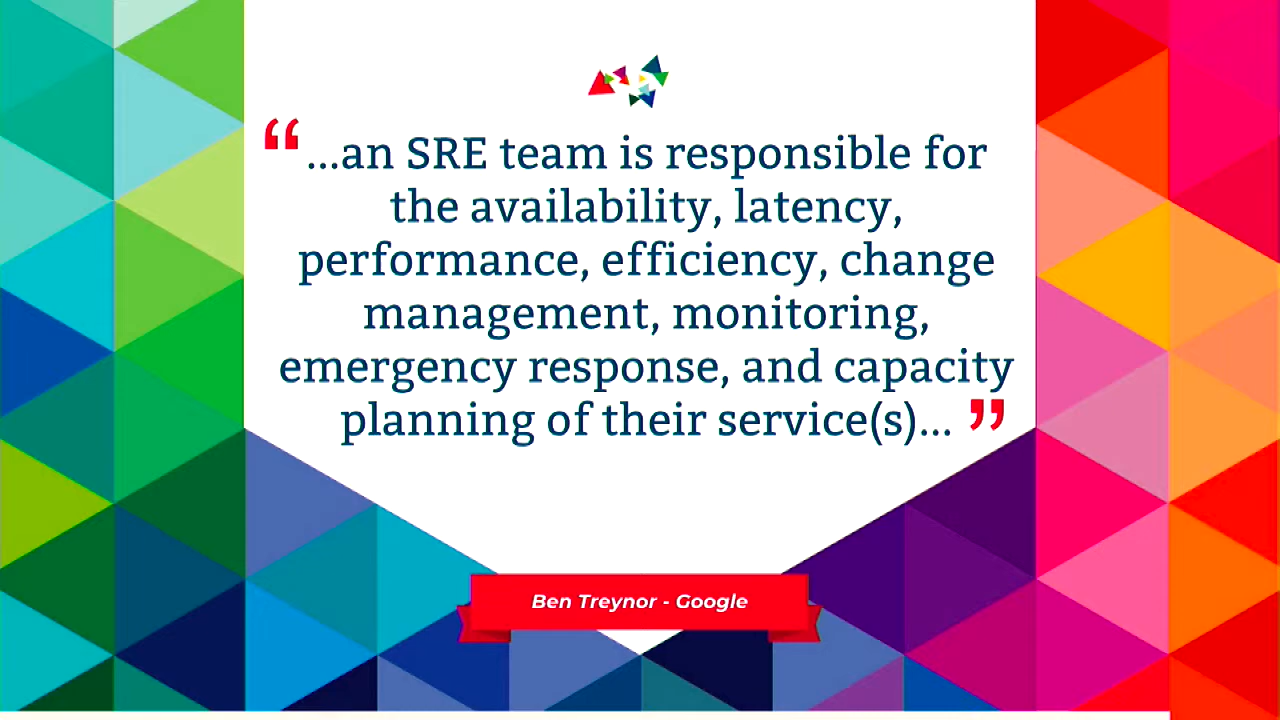 “...an SRE team is responsible for
the availability, latency,
performance, efficiency, change
management, monitoring,
emergency response, and capacity
planning of their service(s)...”
Ben Treynor - Google